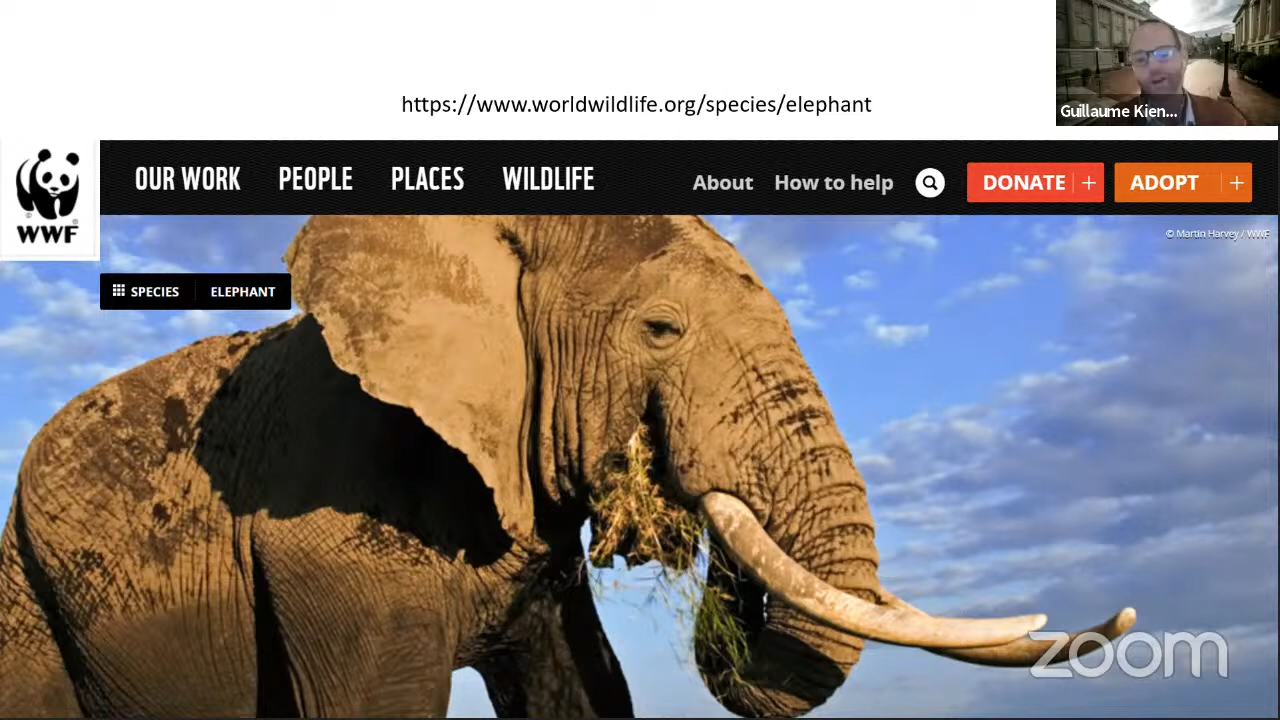 https://www.worldwildlife.org/species/elephant
Guillaume Kien...
OUR WORK PEOPLE PLACES WILDLIFE About How to help DONATE + ADOPT +
© ®
WWF
© Martin Harvey / WWF
SPECIES ELEPHANT
zoom